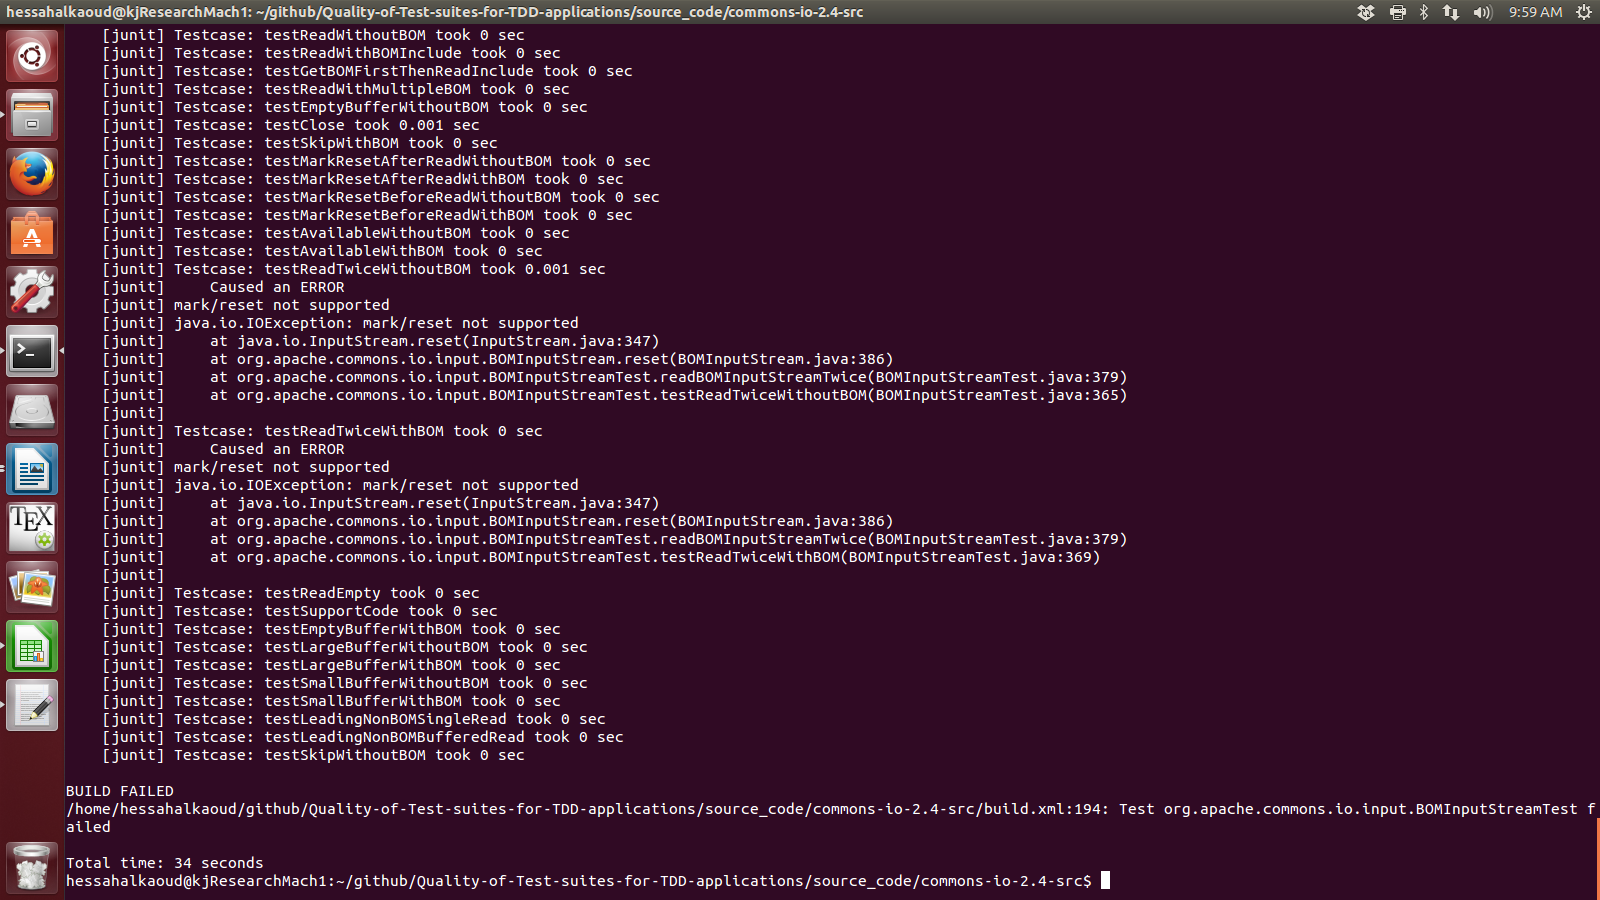 hessahalkaoud@kjResearchMach1: ~/github/Quality-of-Test-suites-for-TDD-applications/source_code/commons-io-2.4-src
9:59 AM
[junit] Testcase: testReadWithoutBOM took 0 sec
[junit] Testcase: testReadWithBOMInclude took 0 sec
[junit] Testcase: testGetBOMFirstThenReadInclude took 0 sec
[junit] Testcase: testReadWithMultipleBOM took 0 sec
[junit] Testcase: testEmptyBufferWithoutBOM took 0 sec
[junit] Testcase: testClose took 0.001 sec
[junit] Testcase: testSkipWithBOM took 0 sec
[junit] Testcase: testMarkResetAfterReadWithoutBOM took 0 sec
[junit] Testcase: testMarkResetAfterReadWithBOM took 0 sec
[junit] Testcase: testMarkResetBeforeReadWithoutBOM took 0 sec
[junit] Testcase: testMarkResetBeforeReadWithBOM took 0 sec
[junit] Testcase: testAvailableWithoutBOM took 0 sec
[junit] Testcase: testAvailableWithBOM took 0 sec
[junit] Testcase: testReadTwiceWithoutBOM took 0.001 sec
[junit]     Caused an ERROR
[junit] mark/reset not supported
[junit] java.io.IOException: mark/reset not supported
[junit]     at java.io.InputStream.reset(InputStream.java:347)
[junit]     at org.apache.commons.io.input.BOMInputStream.reset(BOMInputStream.java:386)
[junit]     at org.apache.commons.io.input.BOMInputStreamTest.readBOMInputStreamTwice(BOMInputStreamTest.java:379)
[junit]     at org.apache.commons.io.input.BOMInputStreamTest.testReadTwiceWithoutBOM(BOMInputStreamTest.java:365)
[junit]
[junit] Testcase: testReadTwiceWithBOM took 0 sec
[junit]     Caused an ERROR
[junit] mark/reset not supported
[junit] java.io.IOException: mark/reset not supported
[junit]     at java.io.InputStream.reset(InputStream.java:347)
[junit]     at org.apache.commons.io.input.BOMInputStream.reset(BOMInputStream.java:386)
[junit]     at org.apache.commons.io.input.BOMInputStreamTest.readBOMInputStreamTwice(BOMInputStreamTest.java:379)
[junit]     at org.apache.commons.io.input.BOMInputStreamTest.testReadTwiceWithBOM(BOMInputStreamTest.java:369)
[junit]
[junit] Testcase: testReadEmpty took 0 sec
[junit] Testcase: testSupportCode took 0 sec
[junit] Testcase: testEmptyBufferWithBOM took 0 sec
[junit] Testcase: testLargeBufferWithoutBOM took 0 sec
[junit] Testcase: testLargeBufferWithBOM took 0 sec
[junit] Testcase: testSmallBufferWithoutBOM took 0 sec
[junit] Testcase: testSmallBufferWithBOM took 0 sec
[junit] Testcase: testLeadingNonBOMSingleRead took 0 sec
[junit] Testcase: testLeadingNonBOMBufferedRead took 0 sec
[junit] Testcase: testSkipWithoutBOM took 0 sec
BUILD FAILED
/home/hessahalkaoud/github/Quality-of-Test-suites-for-TDD-applications/source_code/commons-io-2.4-src/build.xml:194: Test org.apache.commons.io.input.BOMInputStreamTest f
ailed
Total time: 34 seconds
hessahalkaoud@kjResearchMach1:~/github/Quality-of-Test-suites-for-TDD-applications/source_code/commons-io-2.4-src$
TEX